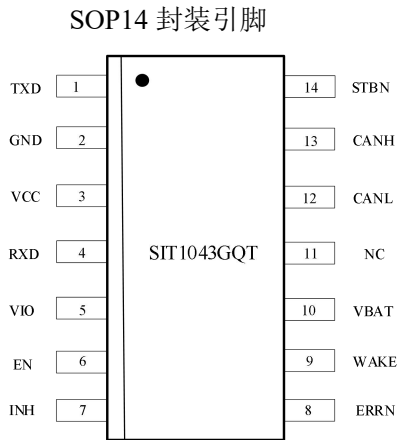 SOP14 封装引脚
TXD 1 14 STBN
GND 2 13 CANH
VCC 3 12 CANL
RXD 4 SIT1043GQT 11 NC
VIO 5 10 VBAT
EN 6 9 WAKE
INH 7 8 ERRN